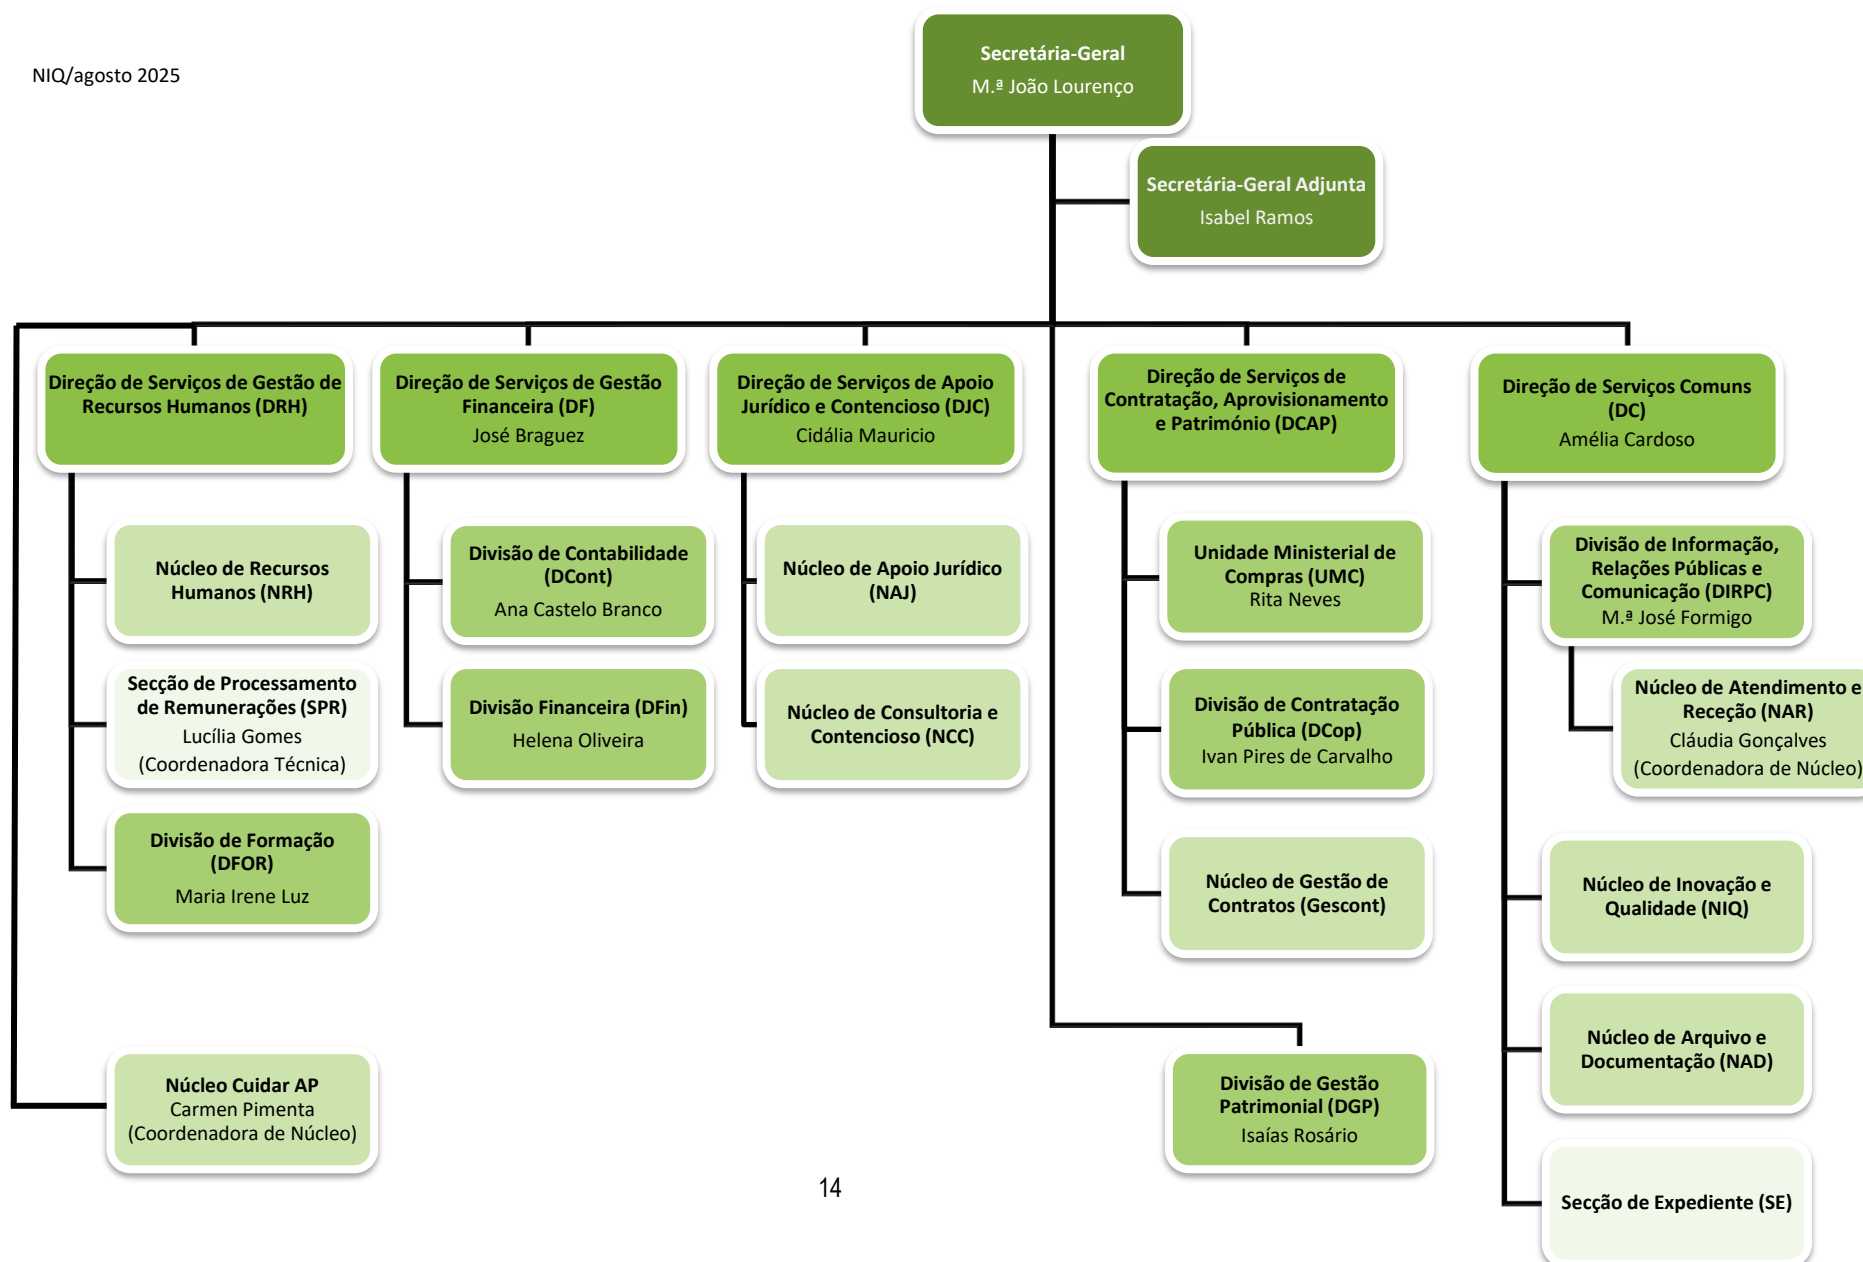 NIQ/agosto 2025
Secretária-Geral
M.ª João Lourenço
Secretária-Geral Adjunta
Isabel Ramos
Direção de Serviços de Gestão de
Recursos Humanos (DRH)
Núcleo de Recursos
Humanos (NRH)
Secção de Processamento
de Remunerações (SPR)
Lucília Gomes
(Coordenadora Técnica)
Divisão de Formação
(DFOR)
Maria Irene Luz
Núcleo Cuidar AP
Carmen Pimenta
(Coordenadora de Núcleo)
Direção de Serviços de Gestão
Financeira (DF)
José Braguez
Divisão de Contabilidade
(DCont)
Ana Castelo Branco
Divisão Financeira (DFin)
Helena Oliveira
Direção de Serviços de Apoio
Jurídico e Contencioso (DJC)
Cidália Mauricio
Núcleo de Apoio Jurídico
(NAJ)
Núcleo de Consultoria e
Contencioso (NCC)
Direção de Serviços de
Contratação, Aprovisionamento
e Património (DCAP)
Unidade Ministerial de
Compras (UMC)
Rita Neves
Divisão de Contratação
Pública (DCop)
Ivan Pires de Carvalho
Núcleo de Gestão de
Contratos (Gescont)
Divisão de Gestão
Patrimonial (DGP)
Isaías Rosário
Direção de Serviços Comuns
(DC)
Amélia Cardoso
Divisão de Informação,
Relações Públicas e
Comunicação (DIRPC)
M.ª José Formigo
Núcleo de Atendimento e
Receção (NAR)
Cláudia Gonçalves
(Coordenadora de Núcleo)
Núcleo de Inovação e
Qualidade (NIQ)
Núcleo de Arquivo e
Documentação (NAD)
Secção de Expediente (SE)
14